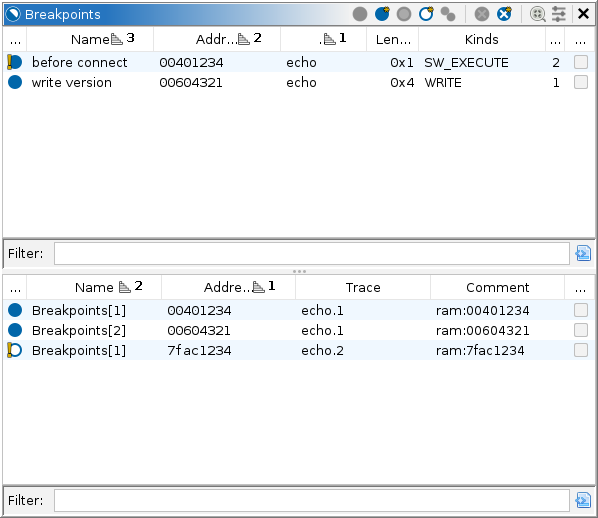 Breakpoints
... Name 3 Addr... 2 . 1 Len... Kinds ... ...
before connect 00401234 echo 0x1 SW_EXECUTE 2
write version 00604321 echo 0x4 WRITE 1
Filter:
... Name 2 Addre... 1 Trace Comment ...
Breakpoints[1] 00401234 echo.1 ram:00401234
Breakpoints[2] 00604321 echo.1 ram:00604321
Breakpoints[1] 7fac1234 echo.2 ram:7fac1234
Filter: